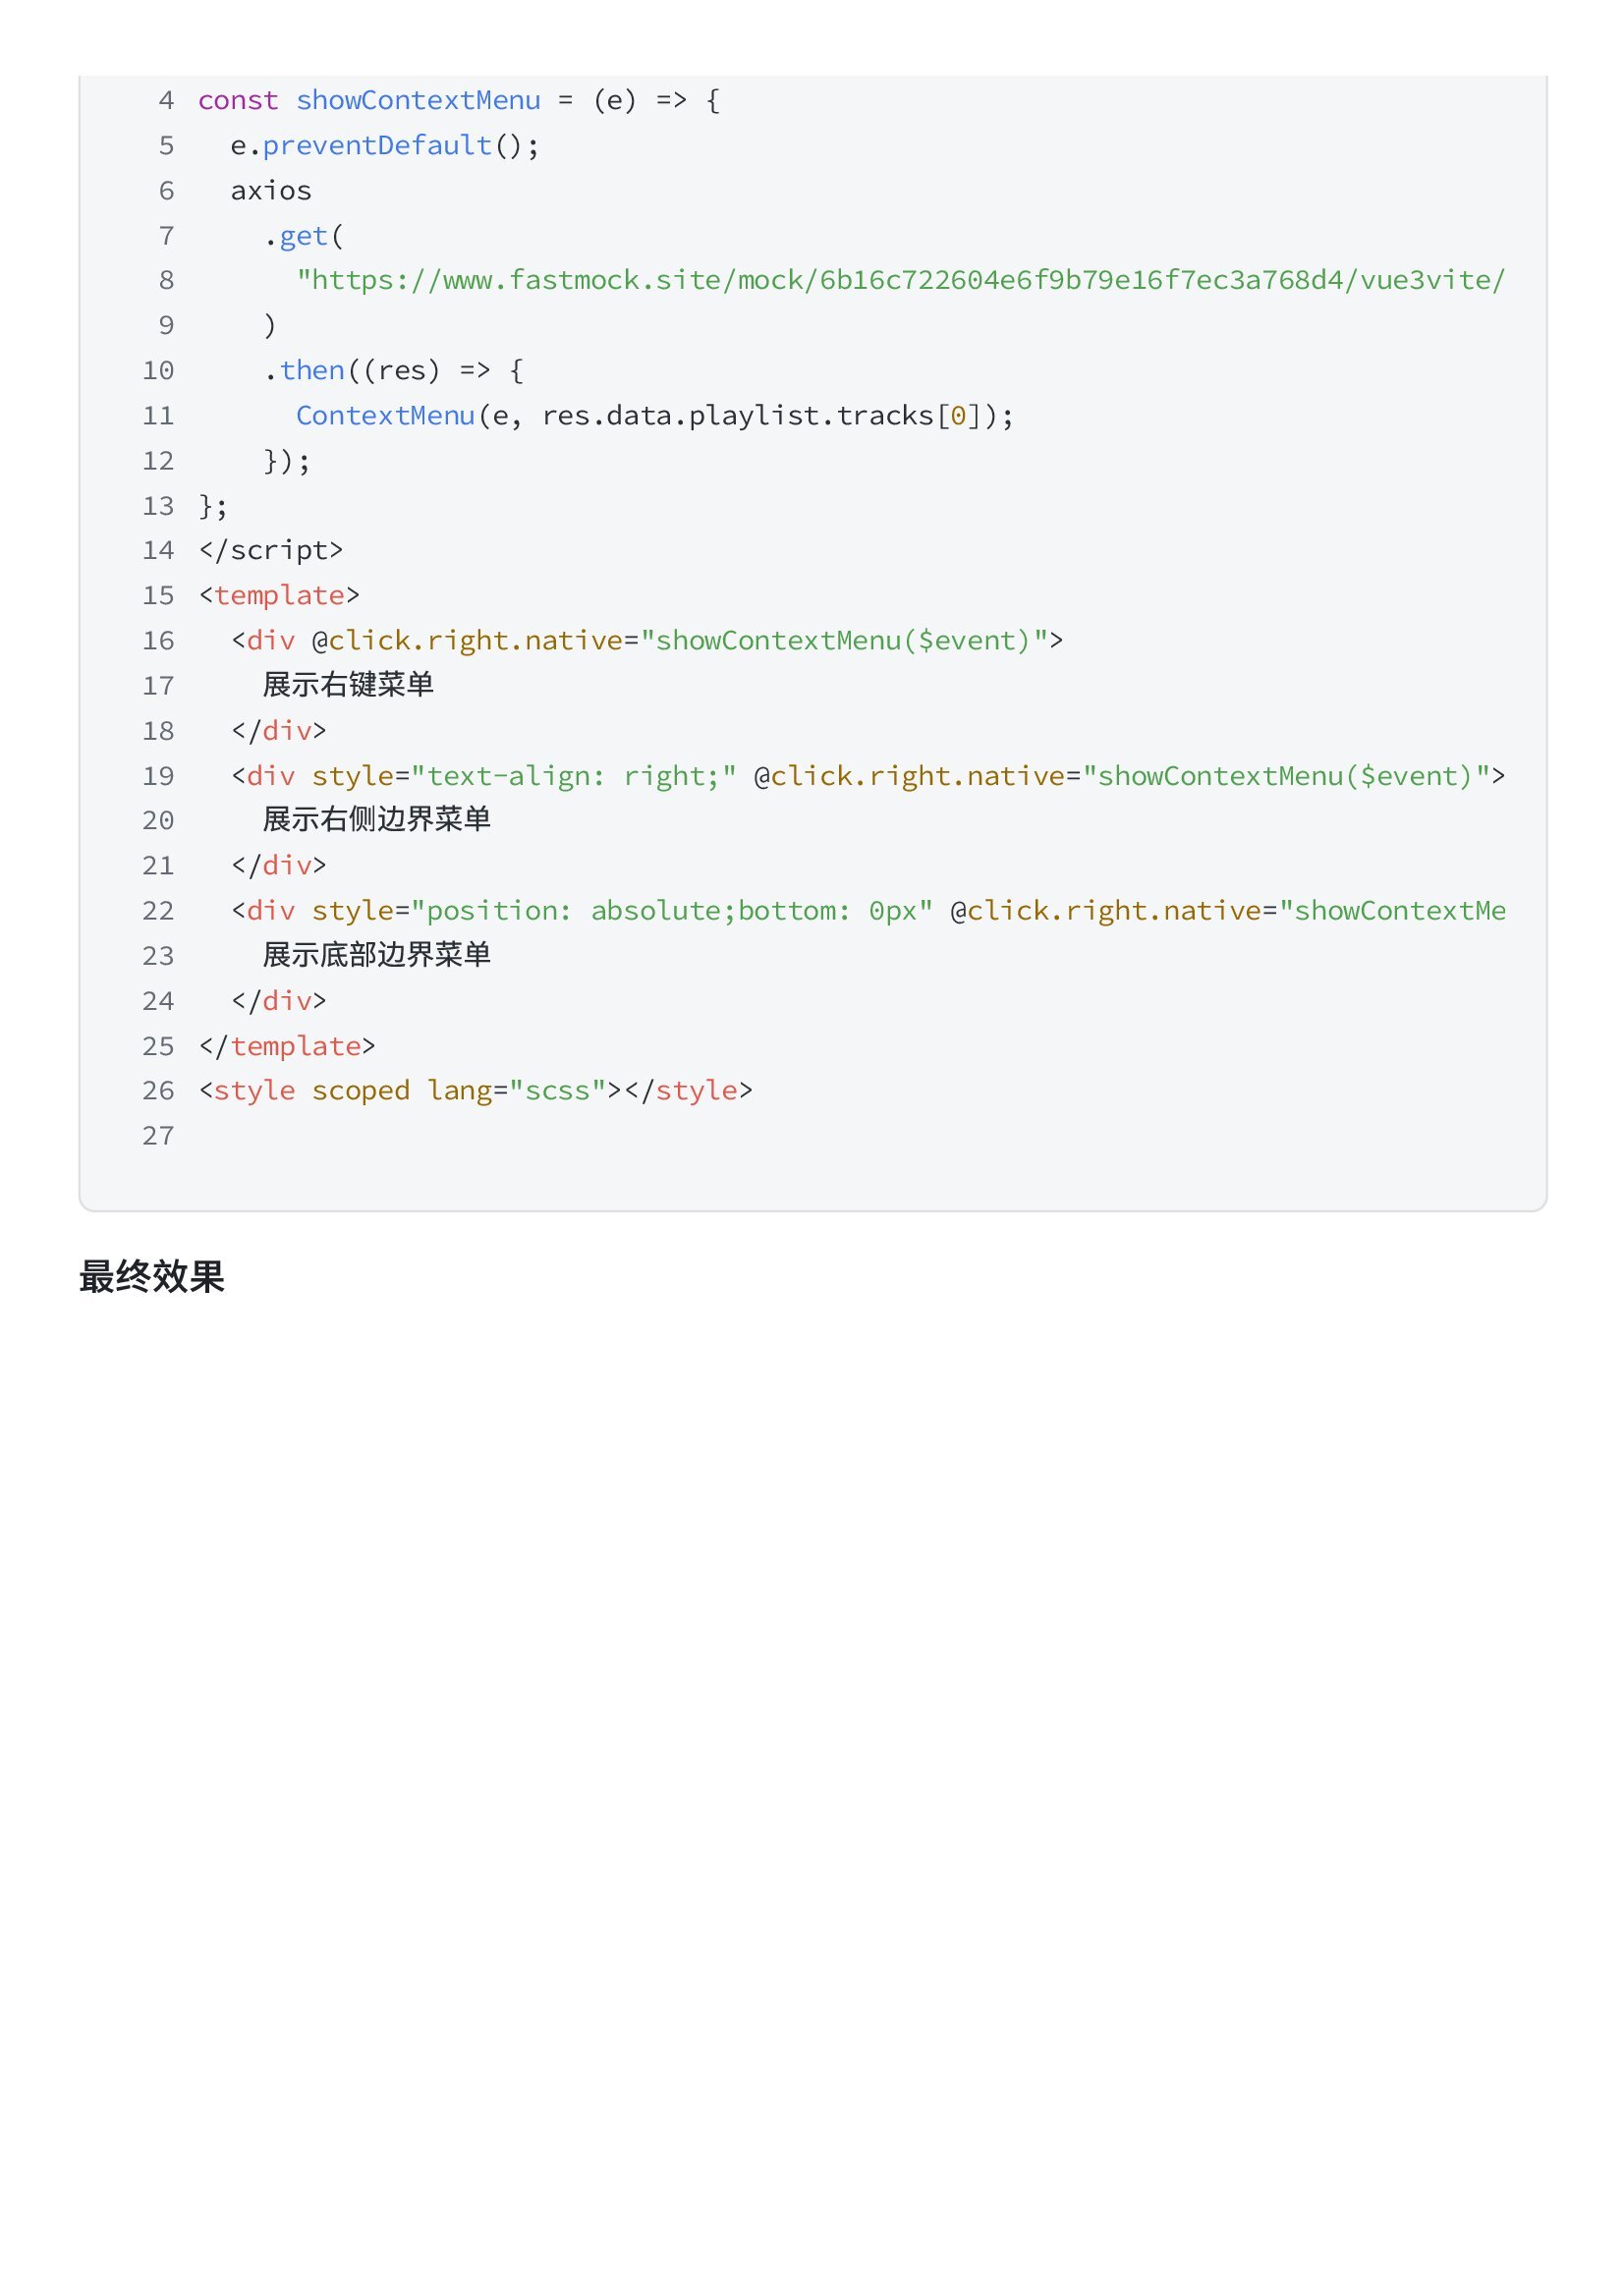 4 const showContextMenu = (e) => {
5   e.preventDefault();
6   axios
7     .get(
8       "https://www.fastmock.site/mock/6b16c722604e6f9b79e16f7ec3a768d4/vue3vite/
9     )
10     .then((res) => {
11       ContextMenu(e, res.data.playlist.tracks[0]);
12     });
13 };
14 </script>
15 <template>
16   <div @click.right.native="showContextMenu($event)">
17     展示右键菜单
18   </div>
19   <div style="text-align: right;" @click.right.native="showContextMenu($event)">
20     展示右侧边界菜单
21   </div>
22   <div style="position: absolute;bottom: 0px" @click.right.native="showContextMe
23     展示底部边界菜单
24   </div>
25 </template>
26 <style scoped lang="scss"></style>
27
最终效果